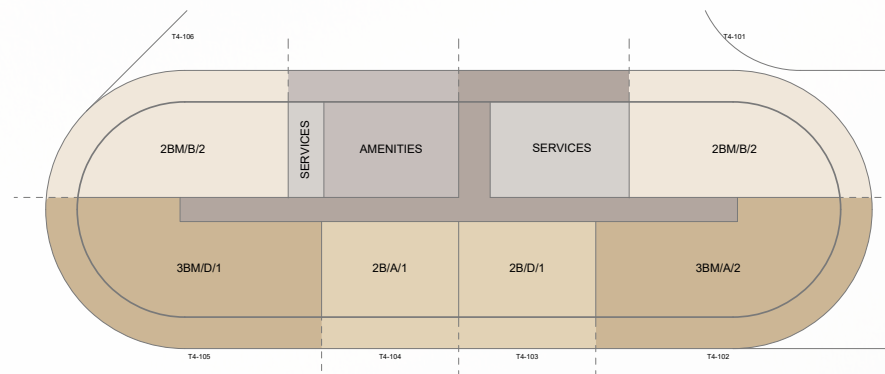 T4-106
T4-101
2BM/B/2
SERVICES
AMENITIES
SERVICES
2BM/B/2
3BM/D/1
2B/A/1
2B/D/1
3BM/A/2
T4-105
T4-104
T4-103
T4-102